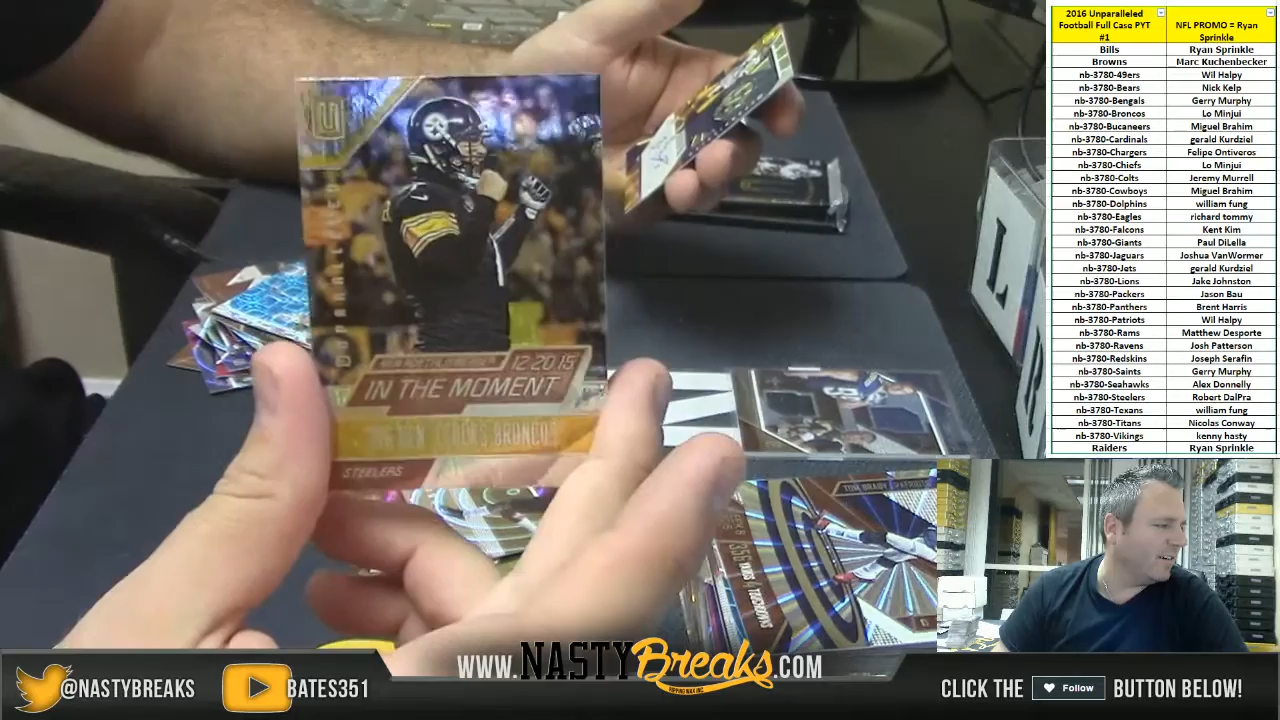 2016 Unparalleled
Football Full Case PYT
#1
NFL PROMO = Ryan
Sprinkle
Bills Ryan Sprinkle
Browns Marc Kuchenbecker
nb-3780-49ers Wil Halpy
nb-3780-Bears Nick Kelp
nb-3780-Bengals Gerry Murphy
nb-3780-Broncos Lo Minjui
nb-3780-Bucaneers Miguel Brahim
nb-3780-Cardinals gerald Kurdziel
nb-3780-Chargers Felipe Ontiveros
nb-3780-Chiefs Lo Minjui
nb-3780-Colts Jeremy Murrell
nb-3780-Cowboys Miguel Brahim
nb-3780-Dolphins william fung
nb-3780-Eagles richard tommy
nb-3780-Falcons Kent Kim
nb-3780-Giants Paul DiLella
nb-3780-Jaguars Joshua VanWormer
nb-3780-Jets gerald Kurdziel
nb-3780-Lions Jake Johnston
nb-3780-Packers Jason Bau
nb-3780-Panthers Brent Harris
nb-3780-Patriots Wil Halpy
nb-3780-Rams Matthew Desporte
nb-3780-Ravens Josh Patterson
nb-3780-Redskins Joseph Serafin
nb-3780-Saints Gerry Murphy
nb-3780-Seahawks Alex Donnelly
nb-3780-Steelers Robert DalPra
nb-3780-Texans william fung
nb-3780-Titans Nicolas Conway
nb-3780-Vikings kenny hasty
Raiders Ryan Sprinkle
12·20·15
IN THE MOMENT
BRONCOS
STEELERS
TOM BRADY
356 YARDS
TOUCHDOWNS
L
@NASTYBREAKS
BATES351
WWW.NASTYBreaks.COM
RIPPING WAX INC.
CLICK THE Follow BUTTON BELOW!